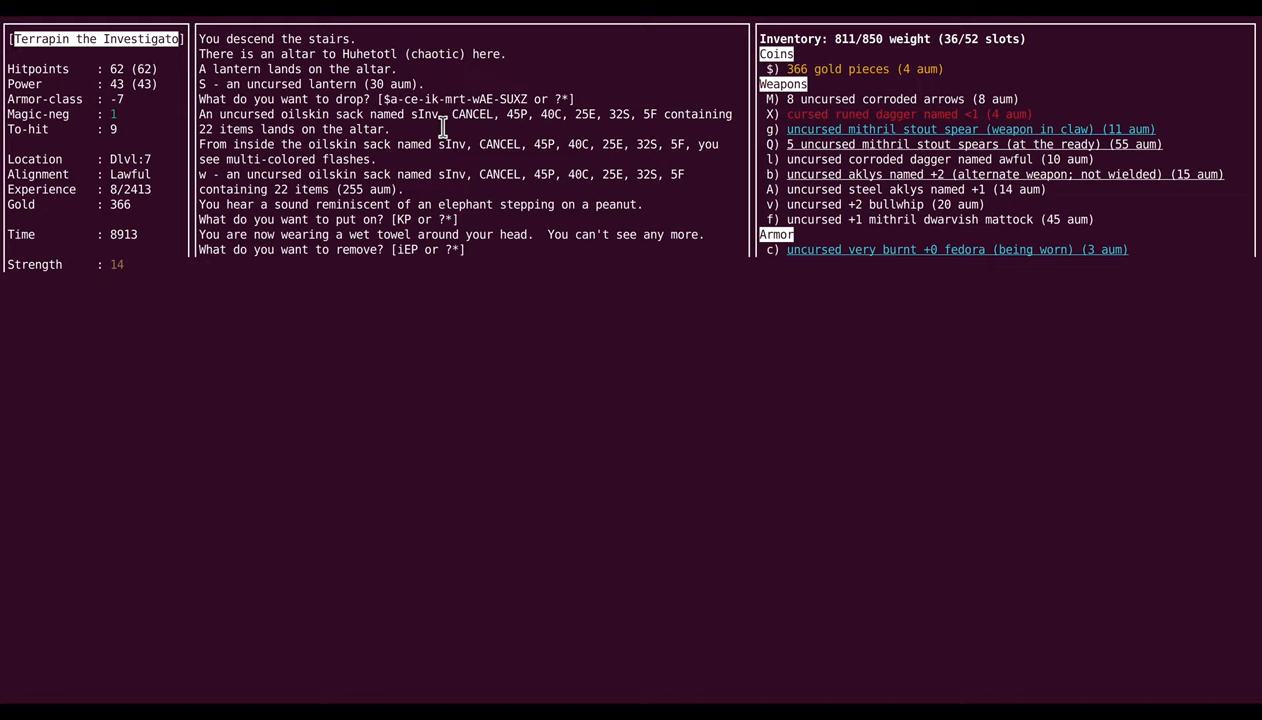 [Terrapin the Investigato]
Hitpoints : 62 (62)
Power : 43 (43)
Armor-class : -7
Magic-neg : 1
To-hit : 9
Location : Dlvl:7
Alignment : Lawful
Experience : 8/2413
Gold : 366
Time : 8913
Strength : 14
You descend the stairs.
There is an altar to Huhetotl (chaotic) here.
A lantern lands on the altar.
S - an uncursed lantern (30 aum).
What do you want to drop? [$a-ce-ik-mrt-wAE-SUXZ or ?*]
An uncursed oilskin sack named sInv, CANCEL, 45P, 40C, 25E, 32S, 5F containing
22 items lands on the altar.
From inside the oilskin sack named sInv, CANCEL, 45P, 40C, 25E, 32S, 5F, you
see multi-colored flashes.
w - an uncursed oilskin sack named sInv, CANCEL, 45P, 40C, 25E, 32S, 5F
containing 22 items (255 aum).
You hear a sound reminiscent of an elephant stepping on a peanut.
What do you want to put on? [KP or ?*]
You are now wearing a wet towel around your head.  You can't see any more.
What do you want to remove? [iEP or ?*]
Inventory: 811/850 weight (36/52 slots)
Coins
$) 366 gold pieces (4 aum)
Weapons
M) 8 uncursed corroded arrows (8 aum)
X) cursed runed dagger named <1 (4 aum)
g) uncursed mithril stout spear (weapon in claw) (11 aum)
Q) 5 uncursed mithril stout spears (at the ready) (55 aum)
l) uncursed corroded dagger named awful (10 aum)
b) uncursed aklys named +2 (alternate weapon; not wielded) (15 aum)
A) uncursed steel aklys named +1 (14 aum)
v) uncursed +2 bullwhip (20 aum)
f) uncursed +1 mithril dwarvish mattock (45 aum)
Armor
c) uncursed very burnt +0 fedora (being worn) (3 aum)